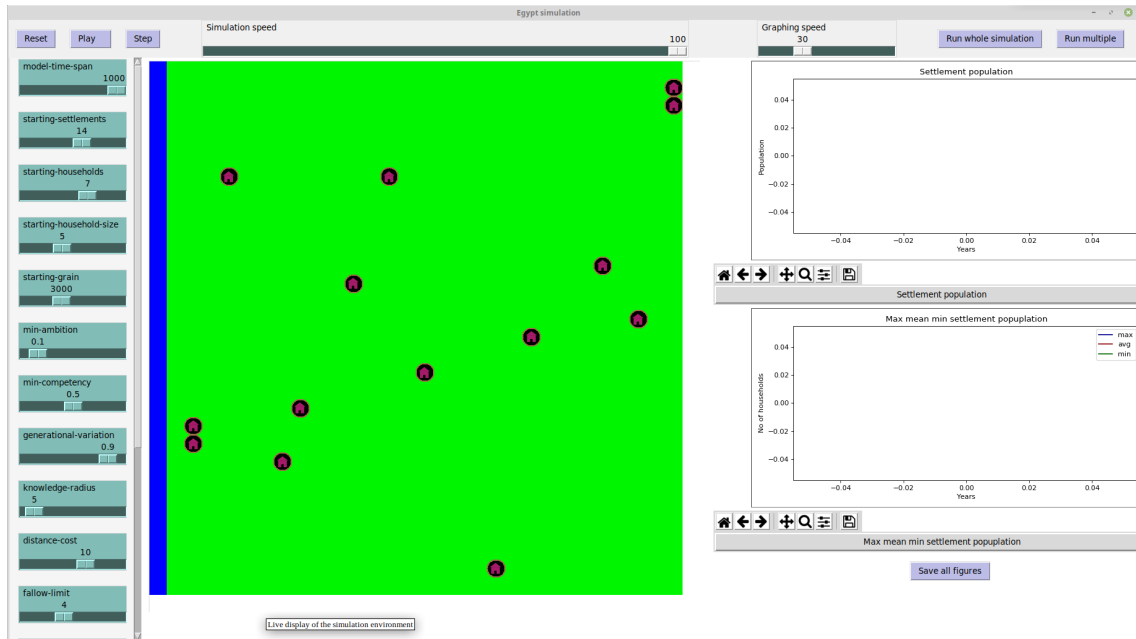 Egypt simulation
Reset
Play
Step
Simulation speed
100
Graphing speed
30
Run whole simulation
Run multiple
model-time-span
1000
starting-settlements
14
starting-households
7
starting-household-size
5
starting-grain
3000
min-ambition
0.1
min-competency
0.5
generational-variation
0.9
knowledge-radius
5
distance-cost
10
fallow-limit
4
Live display of the simulation environment
Settlement population
Population
0.04
0.02
0.00
−0.02
−0.04
−0.04
−0.02
0.00
0.02
0.04
Years
Settlement population
Max mean min settlement popuplation
max
avg
min
No of households
0.04
0.02
0.00
−0.02
−0.04
−0.04
−0.02
0.00
0.02
0.04
Years
Max mean min settlement popupulation
Save all figures